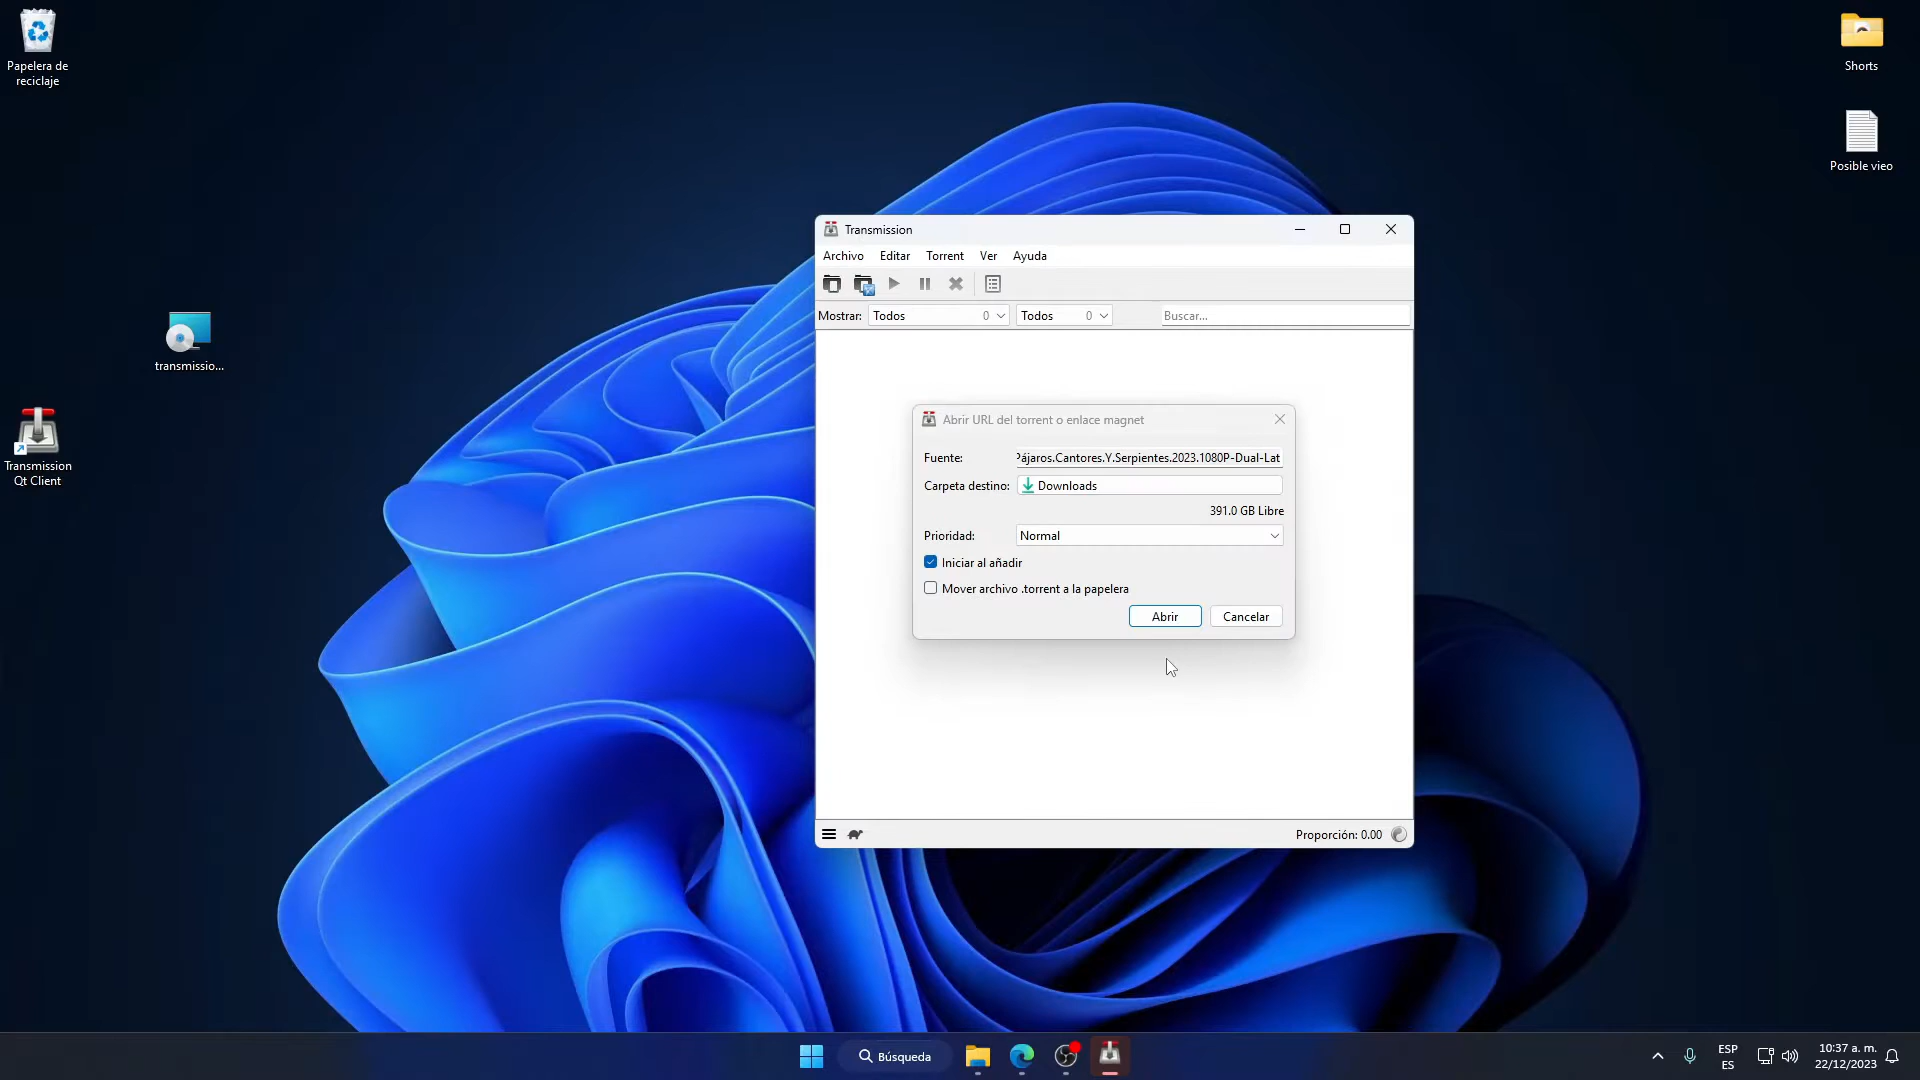 Papelera de
reciclaje
Shorts
Posible vieo
transmissio...
Transmission
Qt Client
Transmission
Archivo Editar Torrent Ver Ayuda
Mostrar: Todos 0 Todos 0 Buscar...
Abrir URL del torrent o enlace magnet
Fuente: Pájaros.Cantores.Y.Serpientes.2023.1080P-Dual-Lat
Carpeta destino: Downloads
391.0 GB Libre
Prioridad: Normal
Iniciar al añadir
Mover archivo .torrent a la papelera
Abrir Cancelar
Proporción: 0.00
Búsqueda
ESP
ES
10:37 a. m.
22/12/2023